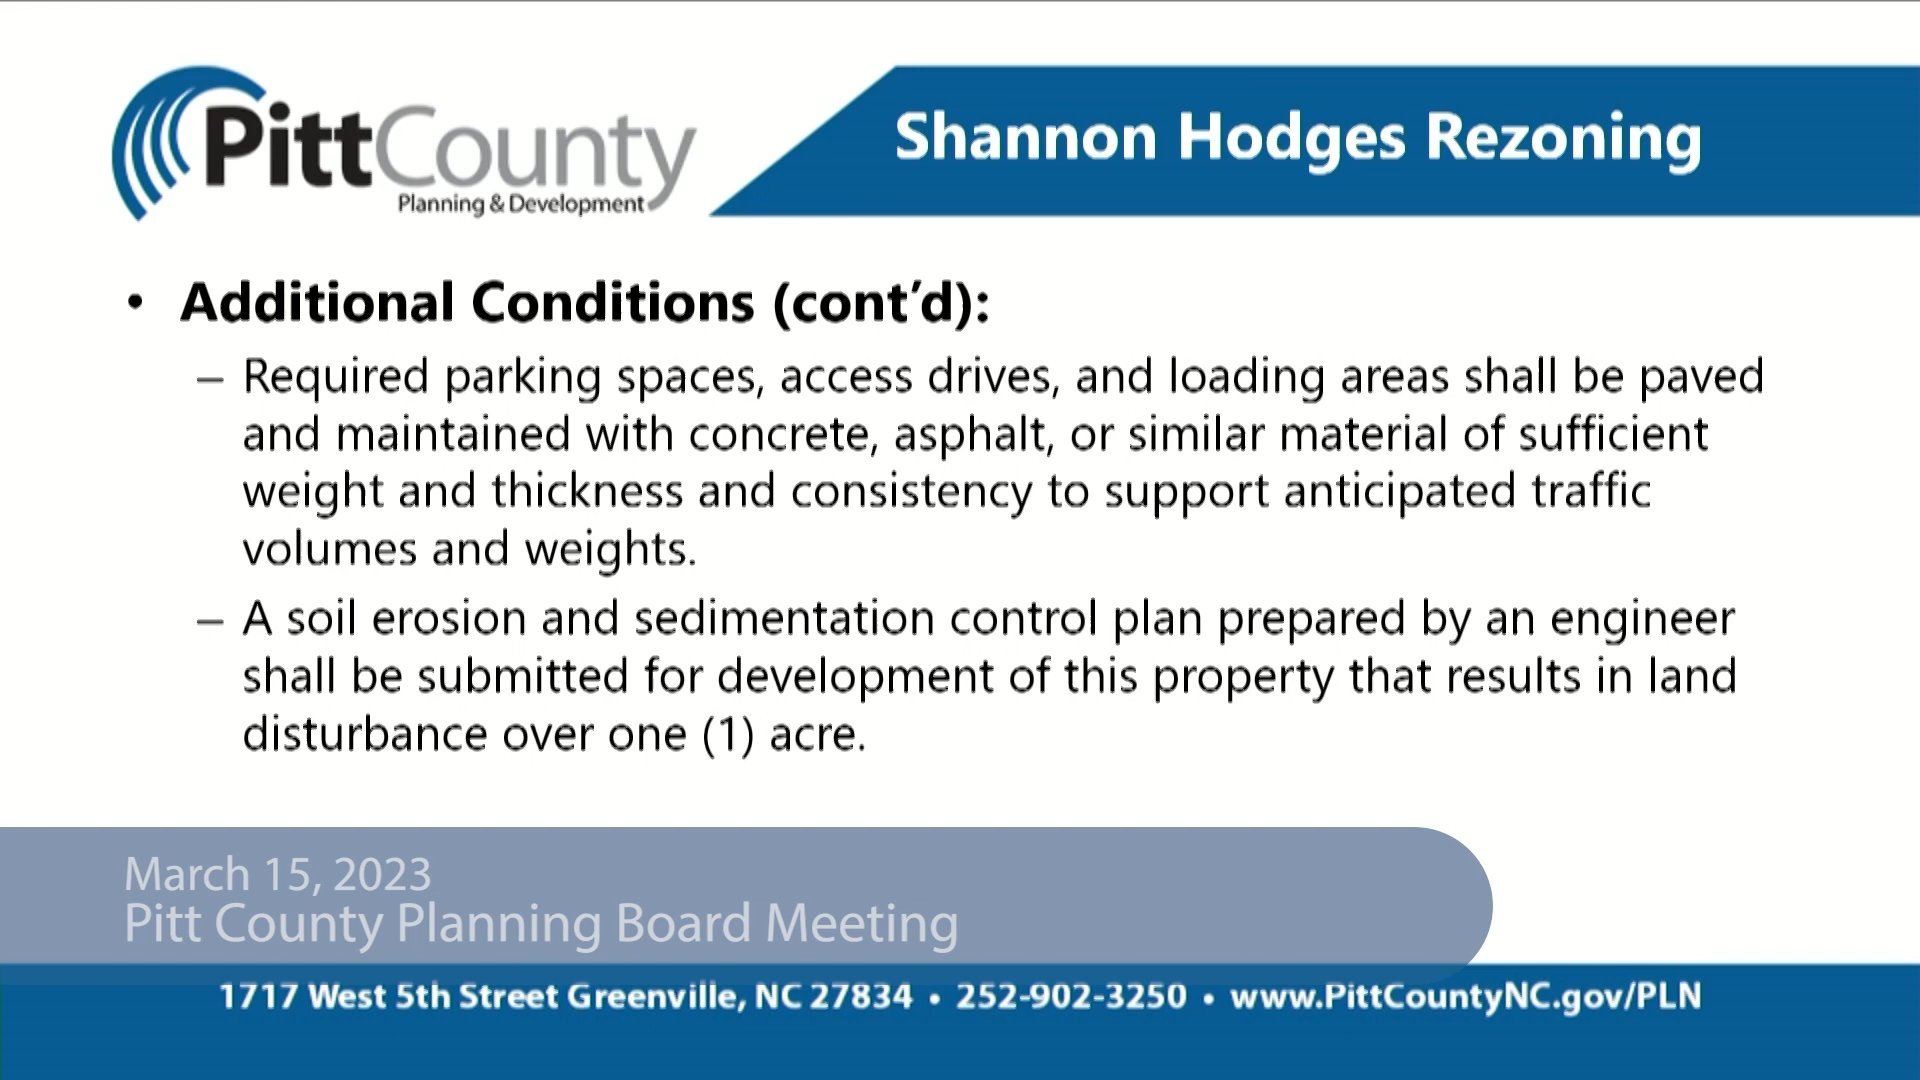 PittCounty
Planning & Development
Shannon Hodges Rezoning
• Additional Conditions (cont’d):
– Required parking spaces, access drives, and loading areas shall be paved
and maintained with concrete, asphalt, or similar material of sufficient
weight and thickness and consistency to support anticipated traffic
volumes and weights.
– A soil erosion and sedimentation control plan prepared by an engineer
shall be submitted for development of this property that results in land
disturbance over one (1) acre.
March 15, 2023
Pitt County Planning Board Meeting
1717 West 5th Street Greenville, NC 27834 • 252-902-3250 • www.PittCountyNC.gov/PLN